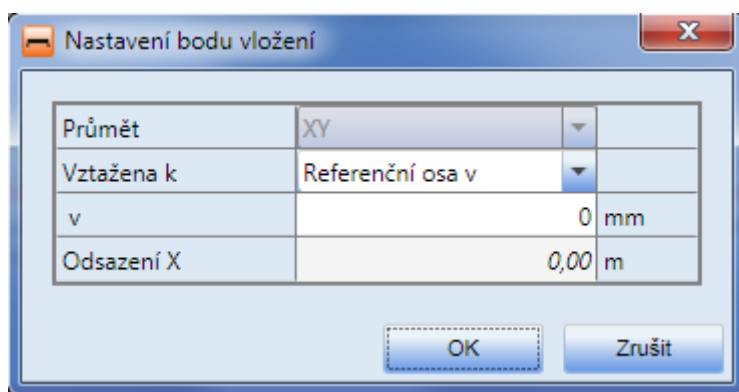 Nastavení bodu vložení
Průmět XY
Vztažena k Referenční osa v
v 0 mm
Odsazení X 0,00 m
OK Zrušit